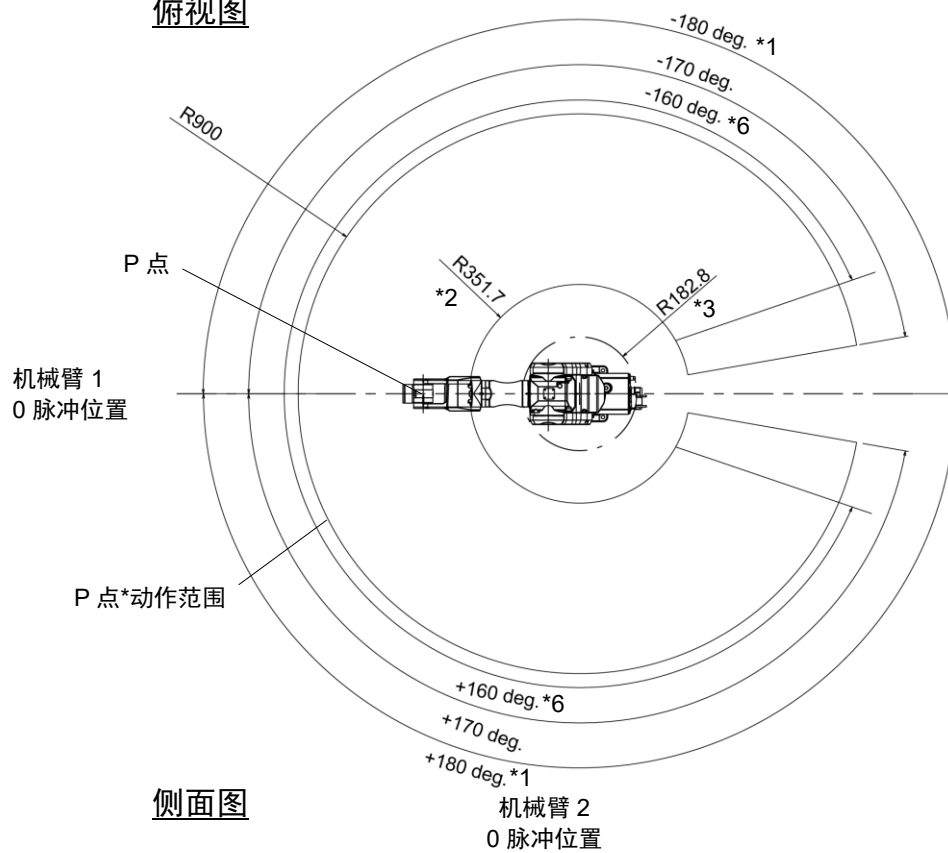 俯视图
-180 deg. *1
-170 deg.
-160 deg. *6
R900
P 点
R351.7
*2
R182.8
*3
机械臂 1
0 脉冲位置
P 点*动作范围
+160 deg. *6
+170 deg.
+180 deg. *1
侧面图
机械臂 2
0 脉冲位置